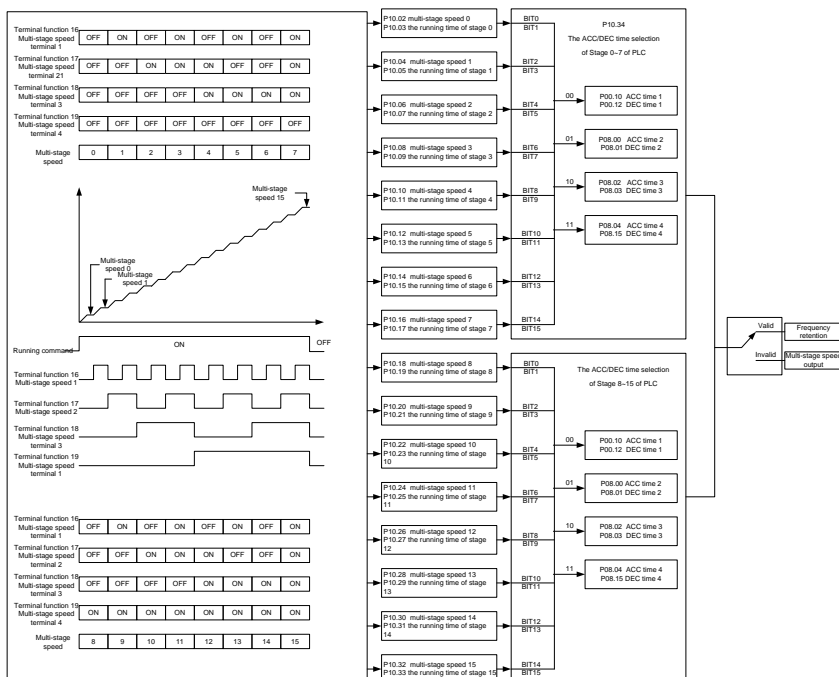 Terminal function 16
Multi-stage speed
terminal 1
OFF ON OFF ON OFF ON OFF ON
Terminal function 17
Multi-stage speed
terminal 21
OFF OFF ON ON OFF OFF ON ON
Terminal function 18
Multi-stage speed
terminal 3
OFF OFF OFF OFF ON ON ON ON
Terminal function 19
Multi-stage speed
terminal 4
OFF OFF OFF OFF OFF OFF OFF OFF
Multi-stage
speed
0 1 2 3 4 5 6 7
Multi-stage
speed 15
Multi-stage
speed 0
Multi-stage
speed 1
Running command
ON
OFF
Terminal function 16
Multi-stage speed 1
Terminal function 17
Multi-stage speed 2
Terminal function 18
Multi-stage speed
terminal 3
Terminal function 19
Multi-stage speed
terminal 1
Terminal function 16
Multi-stage speed
terminal 1
OFF ON OFF ON OFF ON OFF ON
Terminal function 17
Multi-stage speed
terminal 2
OFF OFF ON ON ON OFF OFF ON
Terminal function 18
Multi-stage speed
terminal 3
OFF OFF OFF OFF ON ON ON ON
Terminal function 19
Multi-stage speed
terminal 4
ON ON ON ON ON ON ON ON
Multi-stage
speed
8 9 10 11 12 13 14 15
P10.02 multi-stage speed 0
P10.03 the running time of stage 0
P10.04 multi-stage speed 1
P10.05 the running time of stage 1
P10.06 multi-stage speed 2
P10.07 the running time of stage 2
P10.08 multi-stage speed 3
P10.09 the running time of stage 3
P10.10 multi-stage speed 4
P10.11 the running time of stage 4
P10.12 multi-stage speed 5
P10.13 the running time of stage 5
P10.14 multi-stage speed 6
P10.15 the running time of stage 6
P10.16 multi-stage speed 7
P10.17 the running time of stage 7
P10.18 multi-stage speed 8
P10.19 the running time of stage 8
P10.20 multi-stage speed 9
P10.21 the running time of stage 9
P10.22 multi-stage speed 10
P10.23 the running time of stage
10
P10.24 multi-stage speed 11
P10.25 the running time of stage
11
P10.26 multi-stage speed 12
P10.27 the running time of stage
12
P10.28 multi-stage speed 13
P10.29 the running time of stage
13
P10.30 multi-stage speed 14
P10.31 the running time of stage
14
P10.32 multi-stage speed 15
P10.33 the running time of stage 15
BIT0
BIT1
BIT2
BIT3
BIT4
BIT5
BIT6
BIT7
BIT8
BIT9
BIT10
BIT11
BIT12
BIT13
BIT14
BIT15
P10.34
The ACC/DEC time selection
of Stage 0~7 of PLC
00
P00.10 ACC time 1
P00.12 DEC time 1
01
P08.00 ACC time 2
P08.01 DEC time 2
10
P08.02 ACC time 3
P08.03 DEC time 3
11
P08.04 ACC time 4
P08.15 DEC time 4
BIT0
BIT1
BIT2
BIT3
BIT4
BIT5
BIT6
BIT7
BIT8
BIT9
BIT10
BIT11
BIT12
BIT13
BIT14
BIT15
The ACC/DEC time selection
of Stage 8~15 of PLC
00
P00.10 ACC time 1
P00.12 DEC time 1
01
P08.00 ACC time 2
P08.01 DEC time 2
10
P08.02 ACC time 3
P08.03 DEC time 3
11
P08.04 ACC time 4
P08.15 DEC time 4
Valid
Frequency
retention
Invalid
Multi-stage speed
output